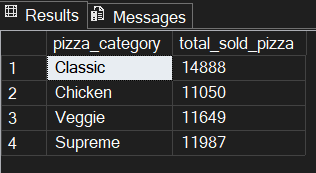 Results Messages
pizza_category total_sold_pizza
1 Classic 14888
2 Chicken 11050
3 Veggie 11649
4 Supreme 11987